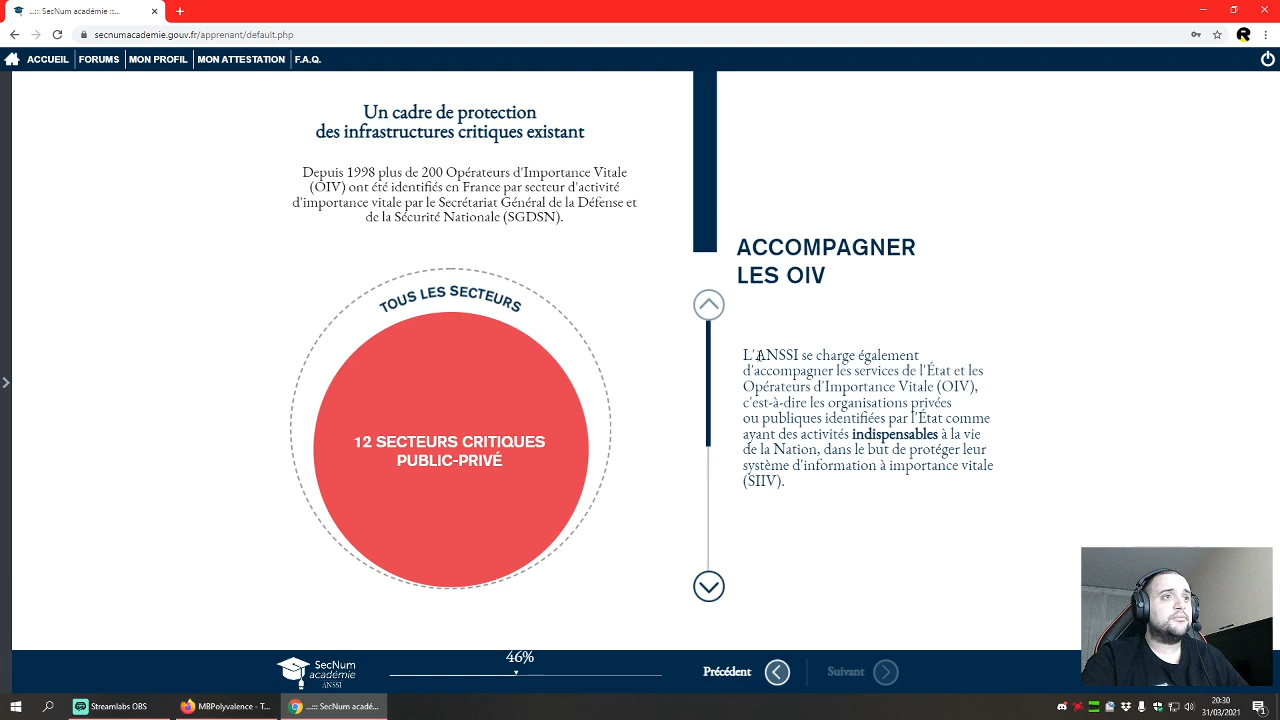 ..:: SecNum académie ::..
secnumacadémie.gouv.fr/apprenant/default.php
ACCUEIL
FORUMS
MON PROFIL
MON ATTESTATION
F.A.Q.
Un cadre de protection
des infrastructures critiques existant
Depuis 1998 plus de 200 Opérateurs d'Importance Vitale
(OIV) ont été identifiés en France par secteur d'activité
d'importance vitale par le Secrétariat Général de la Défense et
de la Sécurité Nationale (SGDSN).
TOUS LES SECTEURS
12 SECTEURS CRITIQUES
PUBLIC-PRIVÉ
ACCOMPAGNER
LES OIV
L'ANSSI se charge également
d'accompagner les services de l'État et les
Opérateurs d'Importance Vitale (OIV),
c'est-à-dire les organisations privées
ou publiques identifiées par l'État comme
ayant des activités indispensables à la vie
de la Nation, dans le but de protéger leur
système d'information à importance vitale
(SIIV).
SecNum
académie
ANSSI
46%
Précédent
Suivant
Streamlabs OBS
MBPolyvalence - T...
..:: SecNum acadé...
20:30
31/03/2021